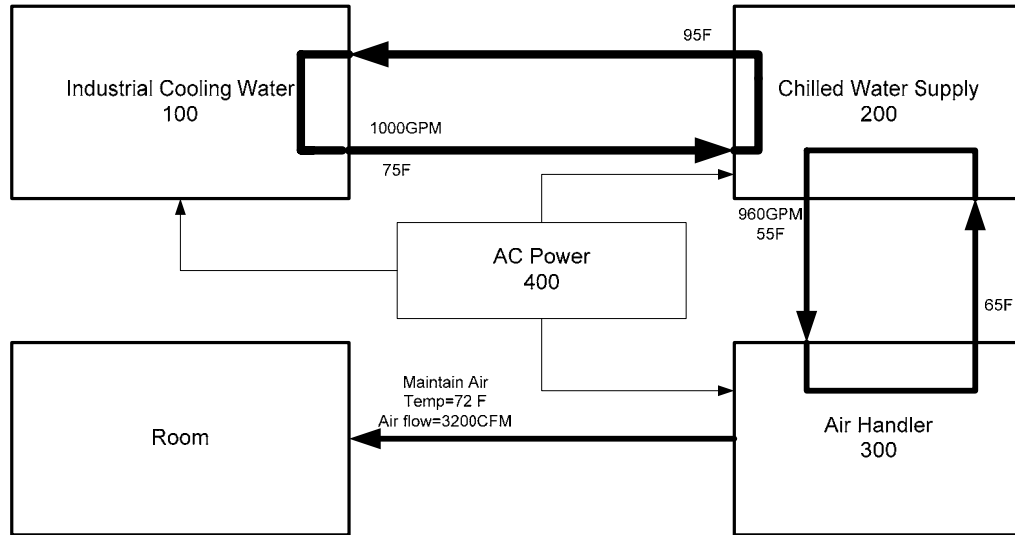 95F
Industrial Cooling Water
100
Chilled Water Supply
200
1000GPM
75F
960GPM
55F
AC Power
400
65F
Maintain Air
Temp=72 F
Air flow=3200CFM
Room
Air Handler
300